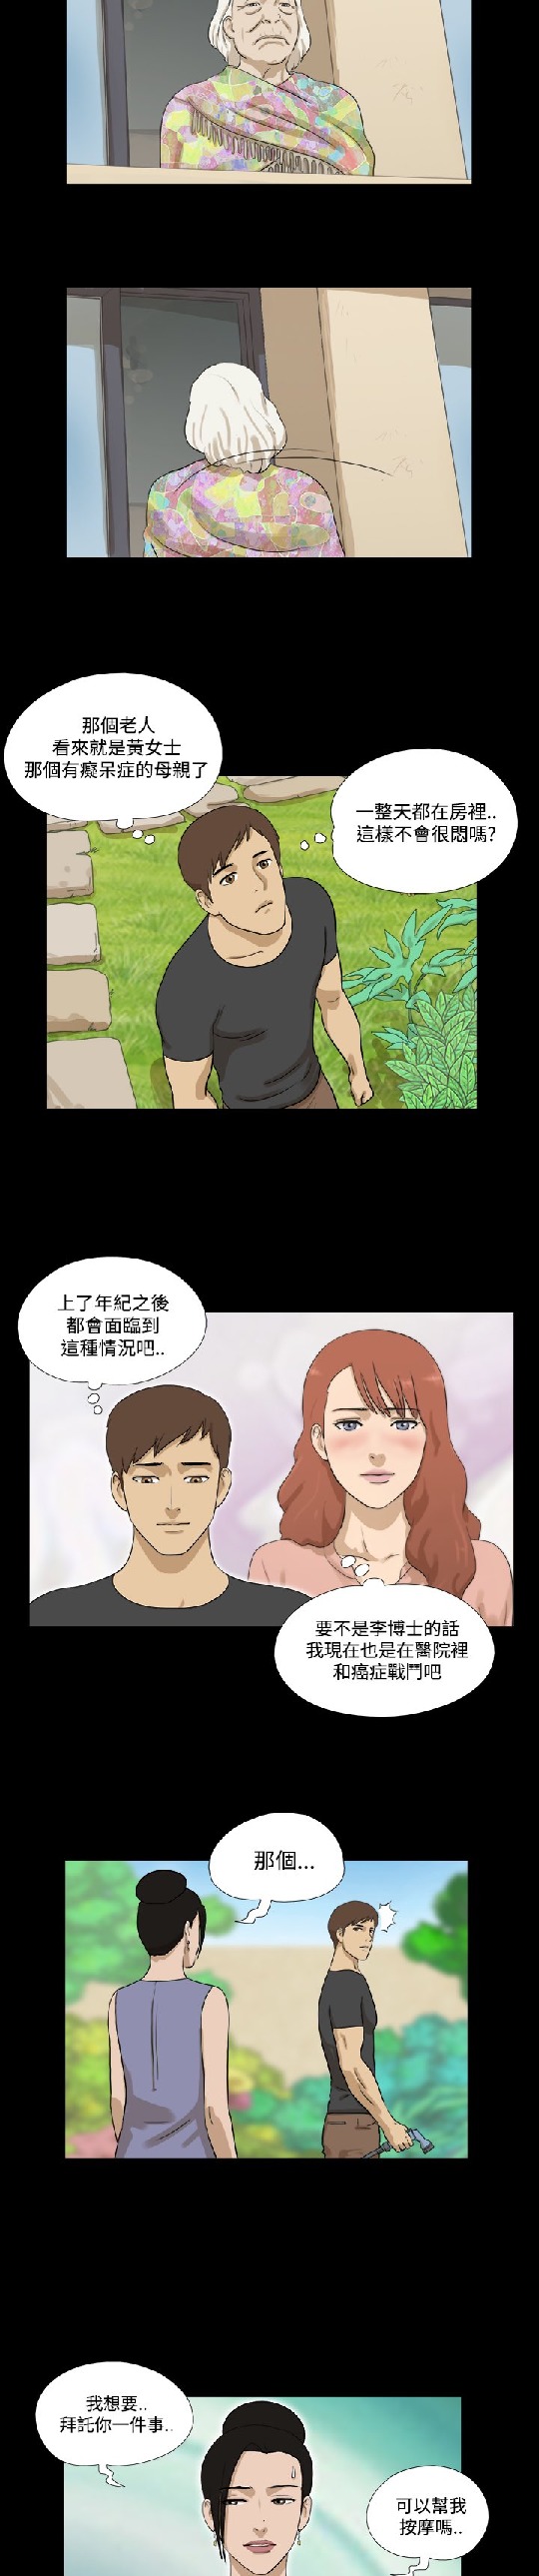 那個老人
看來就是黃女士
那個有癡呆症的母親了
一整天都在房裡..
這樣不會很悶嗎?
上了年紀之後
都會面臨到
這種情況吧..
要不是李博士的話
我現在也是在醫院裡
和癌症戰鬥吧
那個...
我想要..
拜託你一件事..
可以幫我
按摩嗎..